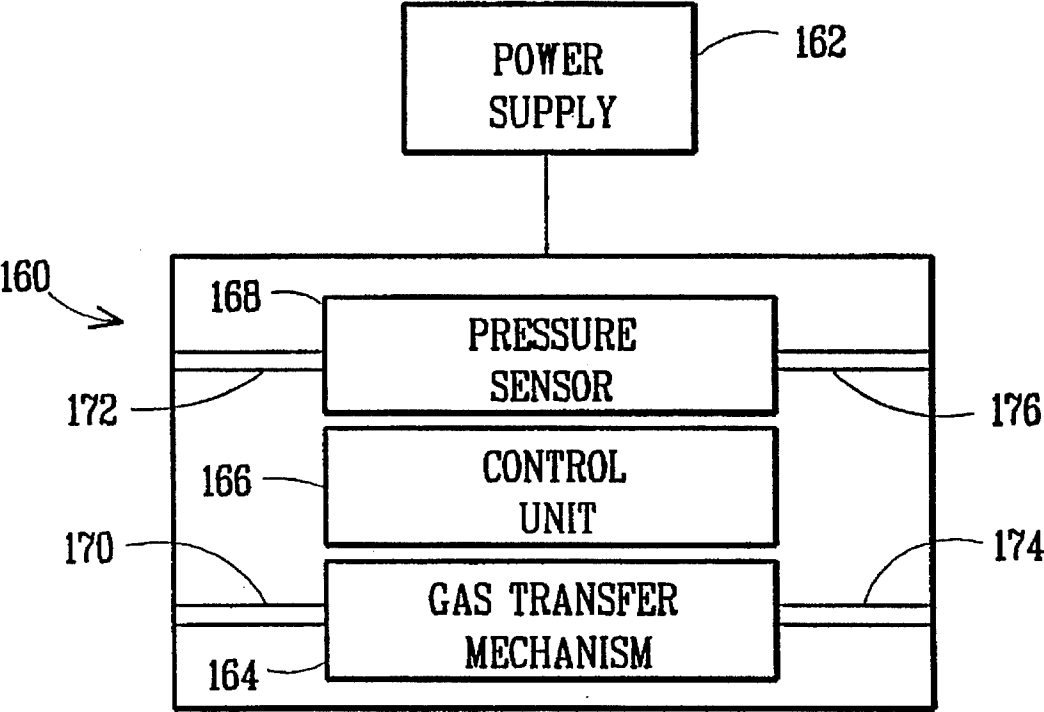 POWER
SUPPLY
162
160
168
PRESSURE
SENSOR
172
176
166
CONTROL
UNIT
170
174
GAS TRANSFER
MECHANISM
164